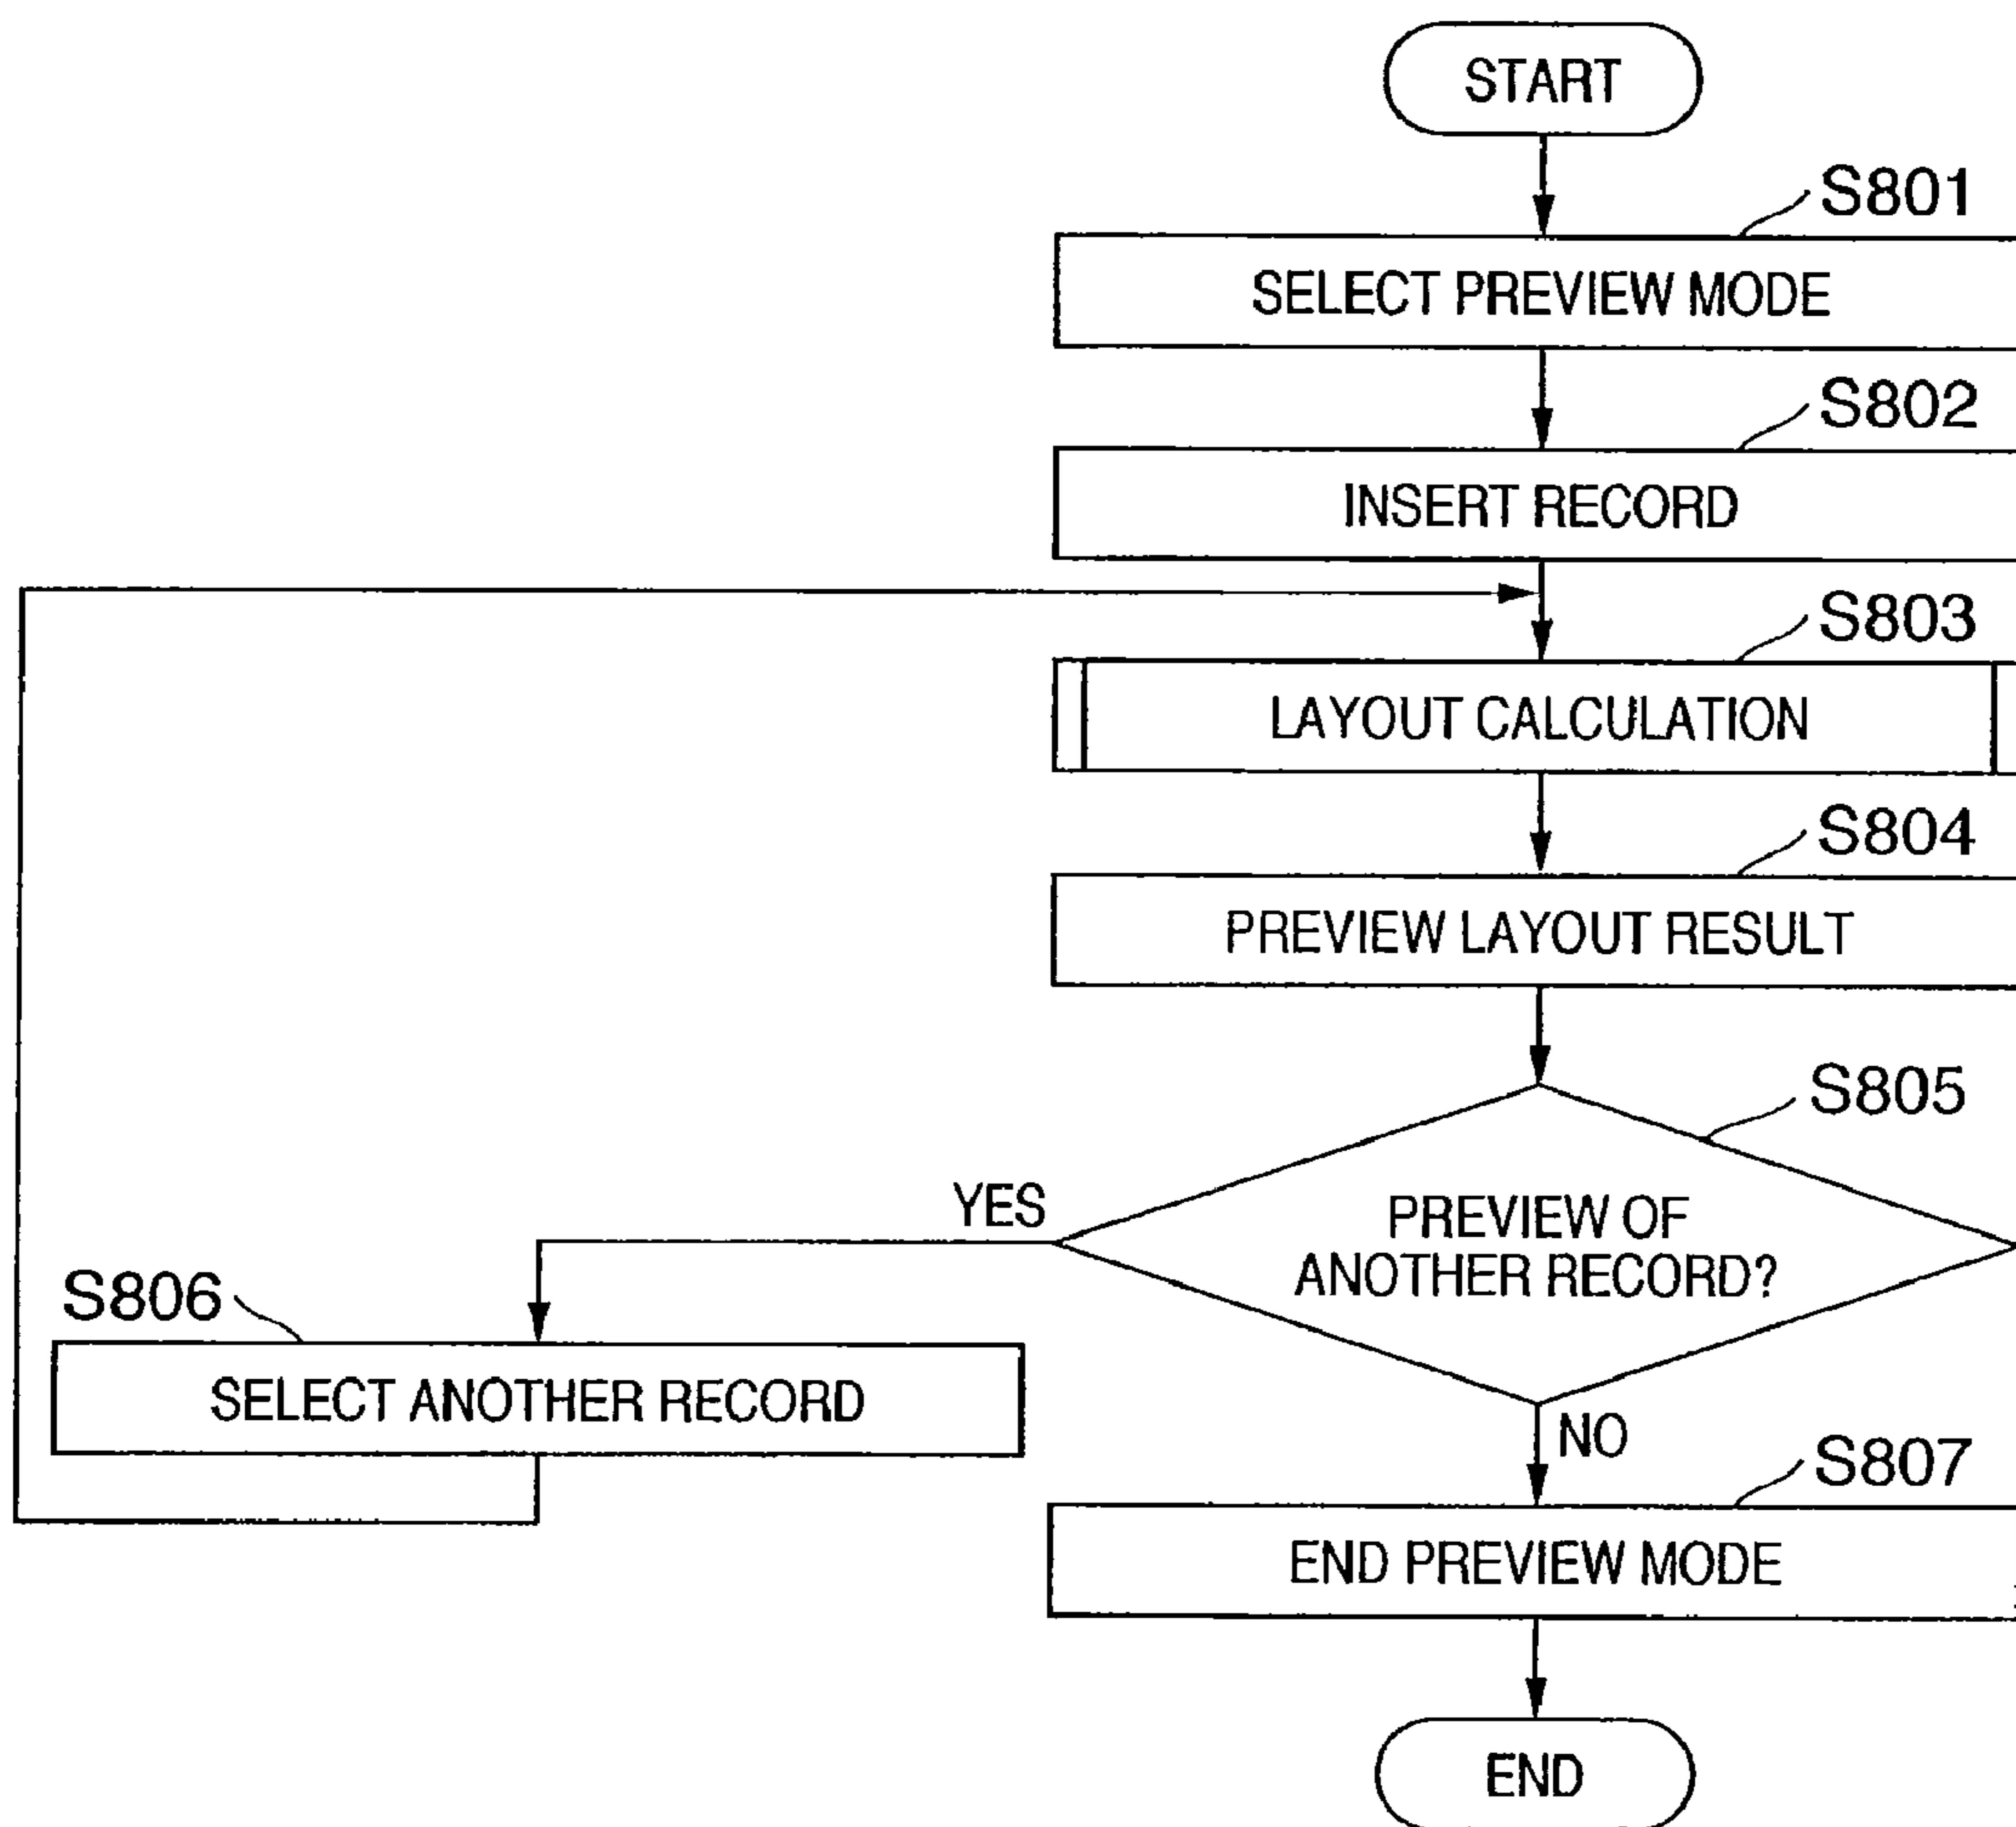 START
S801
SELECT PREVIEW MODE
S802
INSERT RECORD
S803
LAYOUT CALCULATION
S804
PREVIEW LAYOUT RESULT
S805
YES
PREVIEW OF
ANOTHER RECORD?
S806
SELECT ANOTHER RECORD
NO
S807
END PREVIEW MODE
END